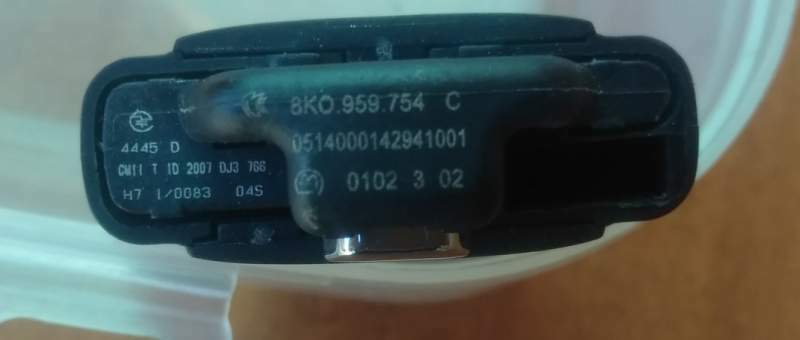 8K0.959.754 C
0514000142941001
0102 3 02
4445 D
CMII T ID 2007 DJ3 766
H7 1/0083 04S